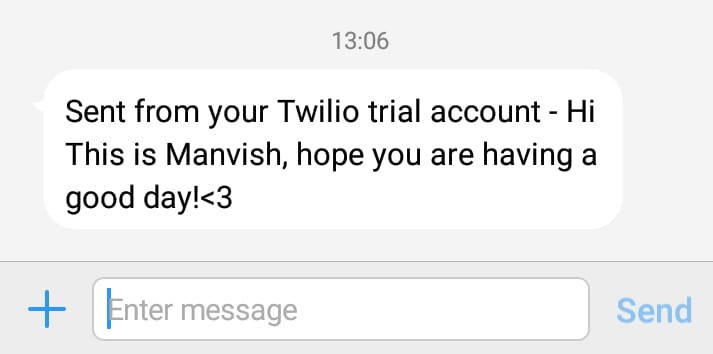 13:06
Sent from your Twilio trial account - Hi
This is Manvish, hope you are having a
good day!<3
Enter message
Send